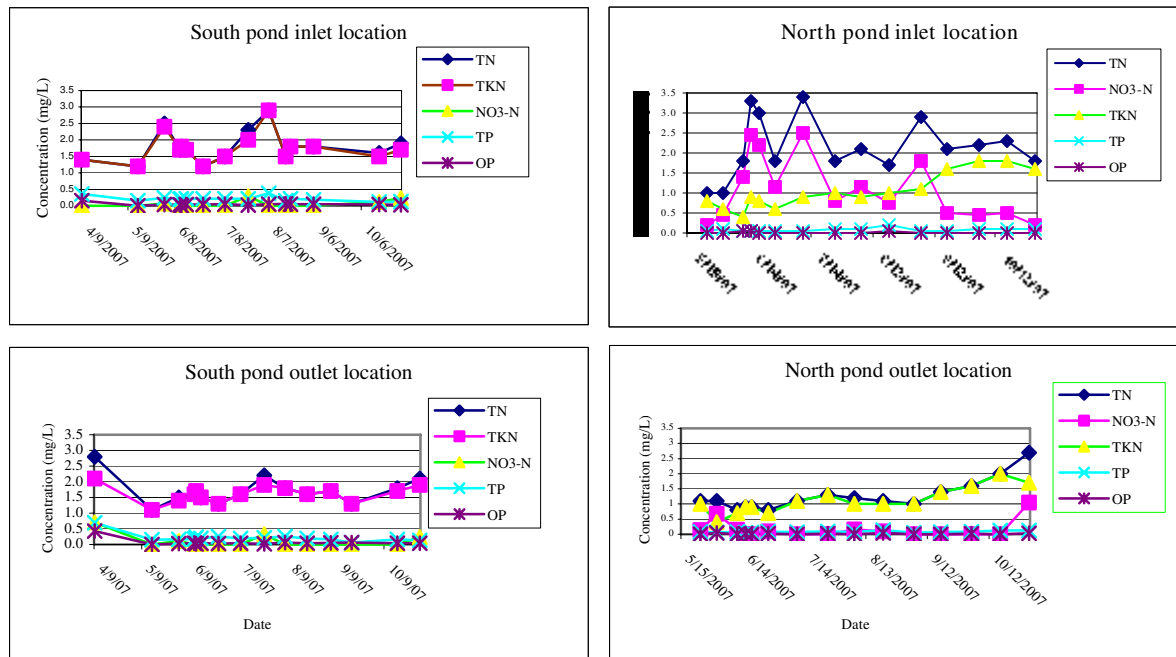 South pond inlet location
Concentration (mg/L)
3.5
3.0
2.5
2.0
1.5
1.0
0.5
0.0
4/9/2007
5/9/2007
6/8/2007
7/8/2007
8/7/2007
9/6/2007
10/6/2007
TN
TKN
NO3-N
TP
OP
North pond inlet location
3.5
3.0
2.5
2.0
1.5
1.0
0.5
0.0
TN
NO3-N
TKN
TP
OP
South pond outlet location
Concentration (mg/L)
3.5
3.0
2.5
2.0
1.5
1.0
0.5
0.0
4/9/07
5/9/07
6/9/07
7/9/07
8/9/07
9/9/07
10/9/07
Date
TN
TKN
NO3-N
TP
OP
North pond outlet location
Concentration (mg/L)
3.5
3
2.5
2
1.5
1
0.5
0
5/15/2007
6/14/2007
7/14/2007
8/13/2007
9/12/2007
10/12/2007
Date
TN
NO3-N
TKN
TP
OP